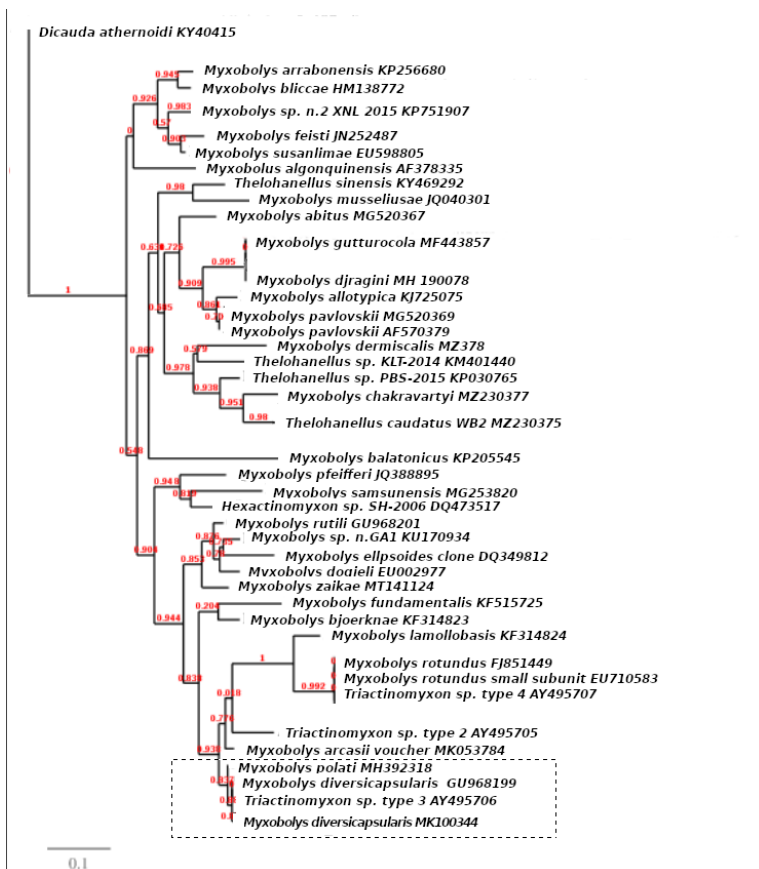 Dicauda athernoidi KY40415
0.945
Myxobolys arrabonensis KP256680
Myxobolys bliccae HM138772
0.926
0.983
Myxobolys sp. n.2 XNL 2015 KP751907
0.57
Myxobolys feisti JN252487
Myxobolys susanlimae EU598805
Myxobolus algonquinensis AF378335
0.98
Thelohanellus sinensis KY469292
Myxobolys musseliusae JQ040301
Myxobolys abitus MG520367
0.725
Myxobolys gutturocola MF443857
0.995
Myxobolys djragini MH 190078
0.909
1
Myxobolys allotypica KJ725075
Myxobolys pavlovskii MG520369
Myxobolys pavlovskii AF570379
Myxobolys dermiscalis MZ378
0.869
0.978
Thelohanellus sp. KLT-2014 KM401440
Thelohanellus sp. PBS-2015 KP030765
0.938
Myxobolys chakravartyi MZ230377
0.951
0.98
Thelohanellus caudatus WB2 MZ230375
0.548
Myxobolys balatonicus KP205545
Myxobolys pfeifferi JQ388895
0.948
Myxobolys samsunensis MG253820
Hexactinomyxon sp. SH-2006 DQ473517
Myxobolys rutili GU968201
Myxobolys sp. n.GA1 KU170934
Myxobolys ellpsoides clone DQ349812
Myxobolys dogieli EU002977
Myxobolys zaikae MT141124
0.204
Myxobolys fundamentalis KF515725
0.944
Myxobolys bjoerknae KF314823
Myxobolys lamollobasis KF314824
1
Myxobolys rotundus FJ851449
Myxobolys rotundus small subunit EU710583
0.992
Triactinomyxon sp. type 4 AY495707
Triactinomyxon sp. type 2 AY495705
Myxobolys arcasii voucher MK053784
Myxobolys polati MH392318
Myxobolys diversicapsularis GU968199
Triactinomyxon sp. type 3 AY495706
Myxobolys diversicapsularis MK100344
0.1